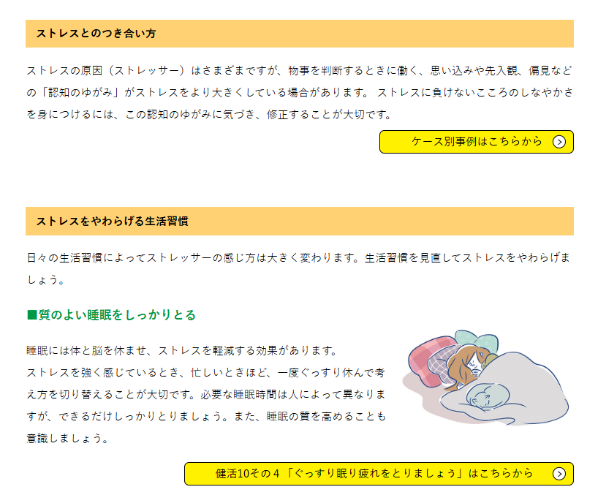 ストレスとのつき合い方
ストレスの原因（ストレッサー）はさまざまですが、物事を判断するときに働く、思い込みや先入観、偏見など
の「認知のゆがみ」がストレスをより大きくしている場合があります。 ストレスに負けないこころのしなやかさ
を身につけるには、この認知のゆがみに気づき、修正することが大切です。
ケース別事例はこちらから
ストレスをやわらげる生活習慣
日々の生活習慣によってストレッサーの感じ方は大きく変わります。生活習慣を見直してストレスをやわらげま
しょう。
■質のよい睡眠をしっかりとる
睡眠には体と脳を休ませ、ストレスを軽減する効果があります。
ストレスを強く感じているとき、忙しいときほど、一度ぐっすり休んで考
え方を切り替えることが大切です。必要な睡眠時間は人によって異なりま
すが、できるだけしっかりとりましょう。また、睡眠の質を高めることも
意識しましょう。
健活10その４「ぐっすり眠り疲れをとりましょう」はこちらから